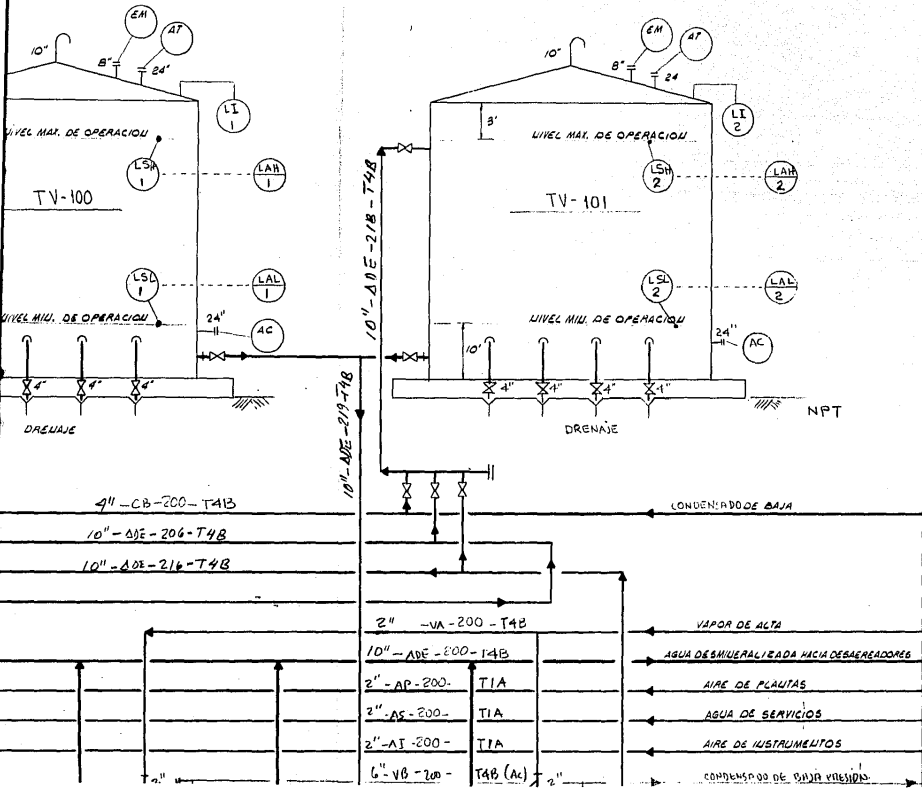 10" EM AT
8" 24"
LI 1
NIVEL MAX. DE OPERACION
LSH 1 LAH 1
TV-100
LSL 1 LAL 1
NIVEL MIN. DE OPERACION
24" AC
4" 4" 4"
DRENAJE
10" EM AT
8" 24
LI 2
3'
NIVEL MAX. DE OPERACION
LSH 2 LAH 2
TV-101
LSL 2 LAL 2
NIVEL MIN. DE OPERACION
10'
24" AC
4" 4" 4" 4"
DRENAJE
NPT
10"-ADE-218-T4B
10"-ADE-219-T4B
4"-CB-200-T4B CONDENSADO DE BAJA
10"-ADE-206-T4B
10"-ADE-216-T4B
2" -VA-200-T4B VAPOR DE ALTA
10"-ADE-200-T4B AGUA DESMINERALIZADA HACIA DESAEREADORES
2"-AP-200- T1A AIRE DE PLANTAS
2"-AS-200- T1A AGUA DE SERVICIOS
2"-AI-200- T1A AIRE DE INSTRUMENTOS
6"-VB-200- T4B (AC) CONDENSADO DE BAJA PRESIÓN
2" 2"